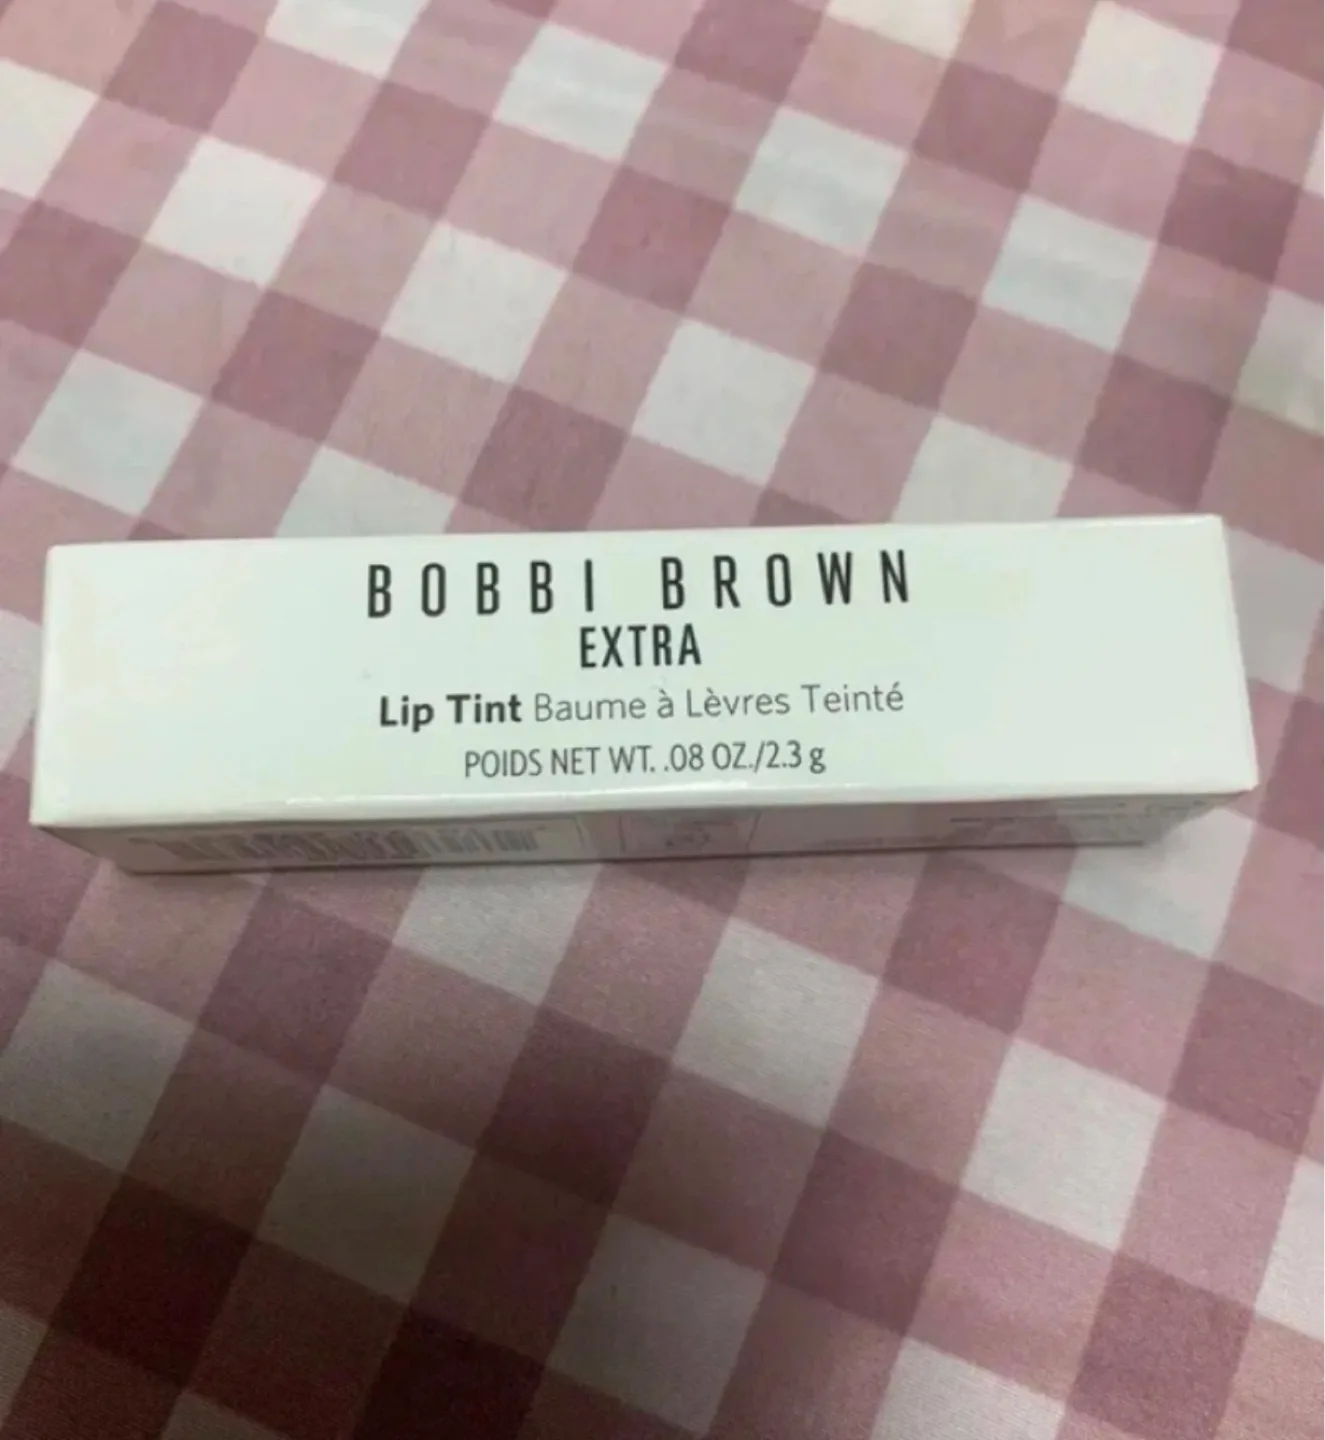 BOBBI BROWN
EXTRA
Lip Tint Baume à Lèvres Teinté
POIDS NET WT. .08 OZ./2.3 g